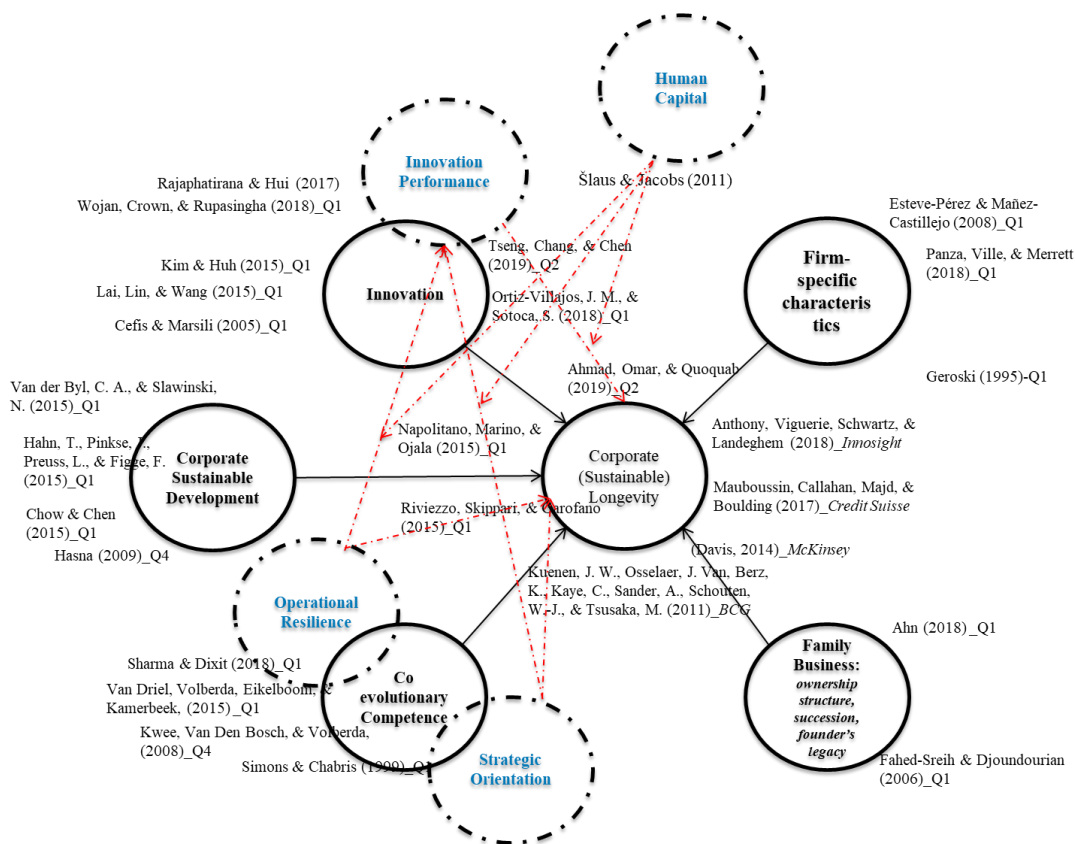 Human
Capital
Innovation
Performance
Rajaphatirana & Hui (2017)
Šlaus & Jacobs (2011)
Wojan, Crown, & Rupasingha (2018)_Q1
Esteve-Pérez & Mañez-
Castillejo (2008)_Q1
Kim & Huh (2015)_Q1
Tseng, Chang, & Chen
(2019)_Q2
Panza, Ville, & Merrett
(2018)_Q1
Innovation
Firm-
specific
characteris
tics
Lai, Lin, & Wang (2015)_Q1
Ortiz-Villajos, J. M., &
Sotoca, S. (2018)_Q1
Cefis & Marsili (2005)_Q1
Ahmad, Omar, & Quoquab
(2019)_Q2
Geroski (1995)-Q1
Van der Byl, C. A., & Slawinski,
N. (2015)_Q1
Napolitano, Marino, &
Ojala (2015)_Q1
Anthony, Viguerie, Schwartz, &
Landeghem (2018)_Innosight
Hahn, T., Pinkse, J.,
Preuss, L., & Figge, F.
(2015)_Q1
Corporate
Sustainable
Development
Corporate
(Sustainable)
Longevity
Mauboussin, Callahan, Majd, &
Boulding (2017)_Credit Suisse
Chow & Chen
(2015)_Q1
Riviezzo, Skippari, & Garofano
(2015)_Q1
Hasna (2009)_Q4
(Davis, 2014)_McKinsey
Kuenen, J. W., Osselaer, J. Van, Berz,
K., Kaye, C., Sander, A., Schouten,
W.-J., & Tsusaka, M. (2011)_BCG
Operational
Resilience
Ahn (2018)_Q1
Sharma & Dixit (2018)_Q1
Van Driel, Volberda, Eikelboom, &
Kamerbeek, (2015)_Q1
Co
evolutionary
Competence
Family
Business:
ownership
structure,
succession,
founder's
legacy
Kwee, Van Den Bosch, & Volberda,
(2008)_Q4
Simons & Chabris (1999)_Q1
Strategic
Orientation
Fahed-Sreih & Djoundourian
(2006)_Q1